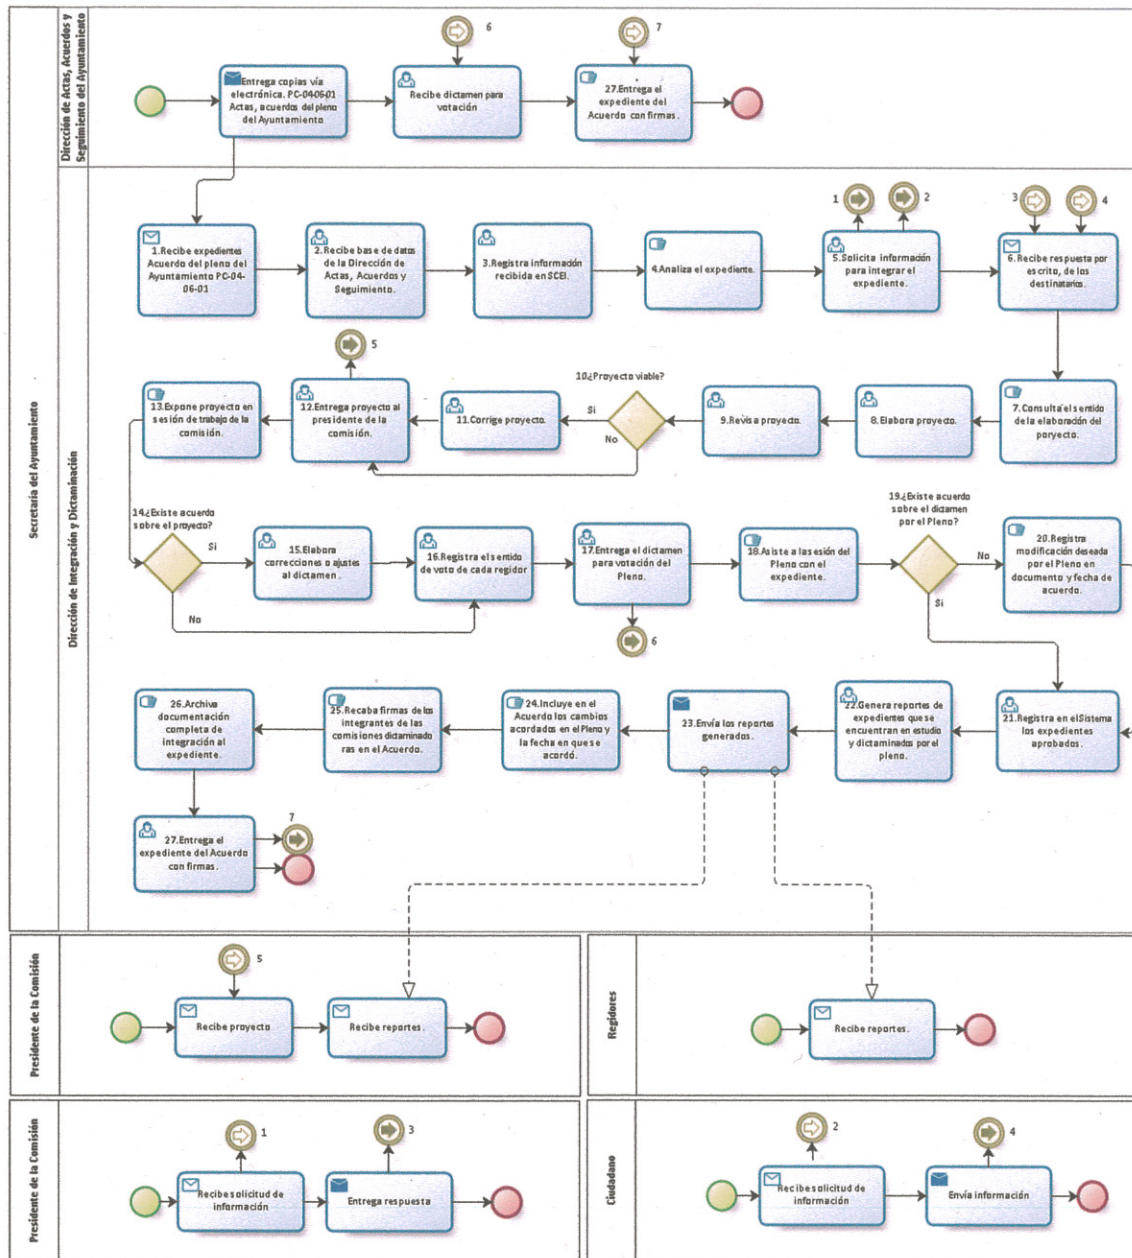 Dirección de Actas, Acuerdos y
Seguimiento del Ayuntamiento
6
7
Entrega copias vía
electrónica. PC-04-06-01
Actas, acuerdos del pleno
del Ayuntamiento
Recibe dictamen para
votación
27.Entrega el
expediente del
Acuerdo con firmas.
Secretaría del Ayuntamiento
Dirección de Integración y Dictaminación
1
2
3
4
1.Recibe expedientes
Acuerdo del pleno del
Ayuntamiento PC-04-
06-01
2.Recibe base de datos
de la Dirección de
Actas, Acuerdos y
Seguimiento.
3.Registra información
recibida en SCEI.
4.Analiza el expediente.
5.Solicita información
para integrar el
expediente.
6.Recibe respuesta por
escrito, de los
destinatarios.
5
10.¿Proyecto viable?
Si
No
13.Expone proyecto en
sesión de trabajo de la
comisión.
12.Entrega proyecto al
presidente de la
comisión.
11.Corrige proyecto.
9.Revisa proyecto.
8.Elabora proyecto.
7.Consulta el sentido
de la elaboración del
poryecto.
14.¿Existe acuerdo
sobre el proyecto?
Si
No
15.Elabora
correcciones o ajustes
al dictamen.
16.Registra el sentido
de voto de cada regidor
17.Entrega el dictamen
para votación del
Pleno.
6
18.Asiste a la sesión del
Pleno con el
expediente.
19.¿Existe acuerdo
sobre el dictamen
por el Pleno?
No
Si
20.Registra
modificación deseada
por el Pleno en
documento y fecha de
acuerdo.
26.Archiva
documentación
completa de
integración al
expediente.
25.Recaba firmas de los
integrantes de las
comisiones dictaminado
ras en el Acuerdo.
24.Incluye en el
Acuerdo los cambios
acordados en el Pleno y
la fecha en que se
acordó.
23.Envía los reportes
generados.
22.Genera reportes de
expedientes que se
encuentran en estudio
y dictaminados por el
pleno.
21.Registra en el Sistema
los expedientes
aprobados.
27.Entrega el
expediente del Acuerdo
con firmas.
7
Presidente de la Comisión
5
Recibe proyecto
Recibe reportes.
Regidores
Recibe reportes.
Presidente de la Comisión
1
3
Recibe solicitud de
información
Entrega respuesta
Ciudadano
2
4
Recibe solicitud de
información
Envía información